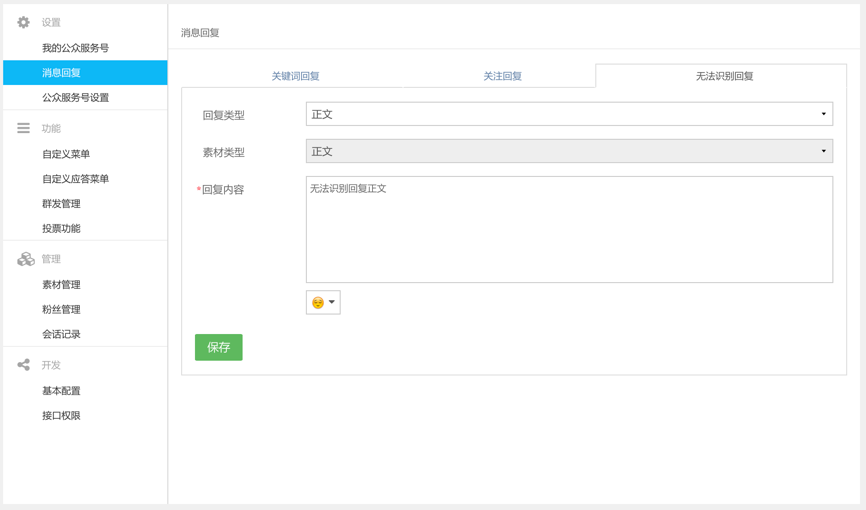 设置
我的公众服务号
消息回复
公众服务号设置
功能
自定义菜单
自定义应答菜单
群发管理
投票功能
管理
素材管理
粉丝管理
会话记录
开发
基本配置
接口权限
消息回复
关键词回复 关注回复 无法识别回复
回复类型 正文
素材类型 正文
*回复内容 无法识别回复正文
保存